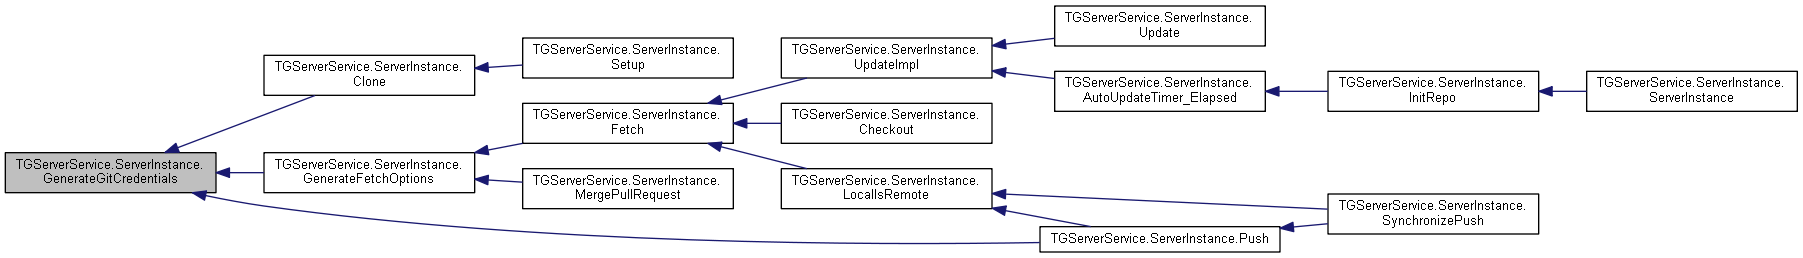 TGServerService.ServerInstance.
GenerateGitCredentials
TGServerService.ServerInstance.
Clone
TGServerService.ServerInstance.
Setup
TGServerService.ServerInstance.
GenerateFetchOptions
TGServerService.ServerInstance.
Fetch
TGServerService.ServerInstance.
MergePullRequest
TGServerService.ServerInstance.
UpdateImpl
TGServerService.ServerInstance.
Checkout
TGServerService.ServerInstance.
LocalIsRemote
TGServerService.ServerInstance.
Update
TGServerService.ServerInstance.
AutoUpdateTimer_Elapsed
TGServerService.ServerInstance.Push
TGServerService.ServerInstance.
InitRepo
TGServerService.ServerInstance.
SynchronizePush
TGServerService.ServerInstance.
ServerInstance